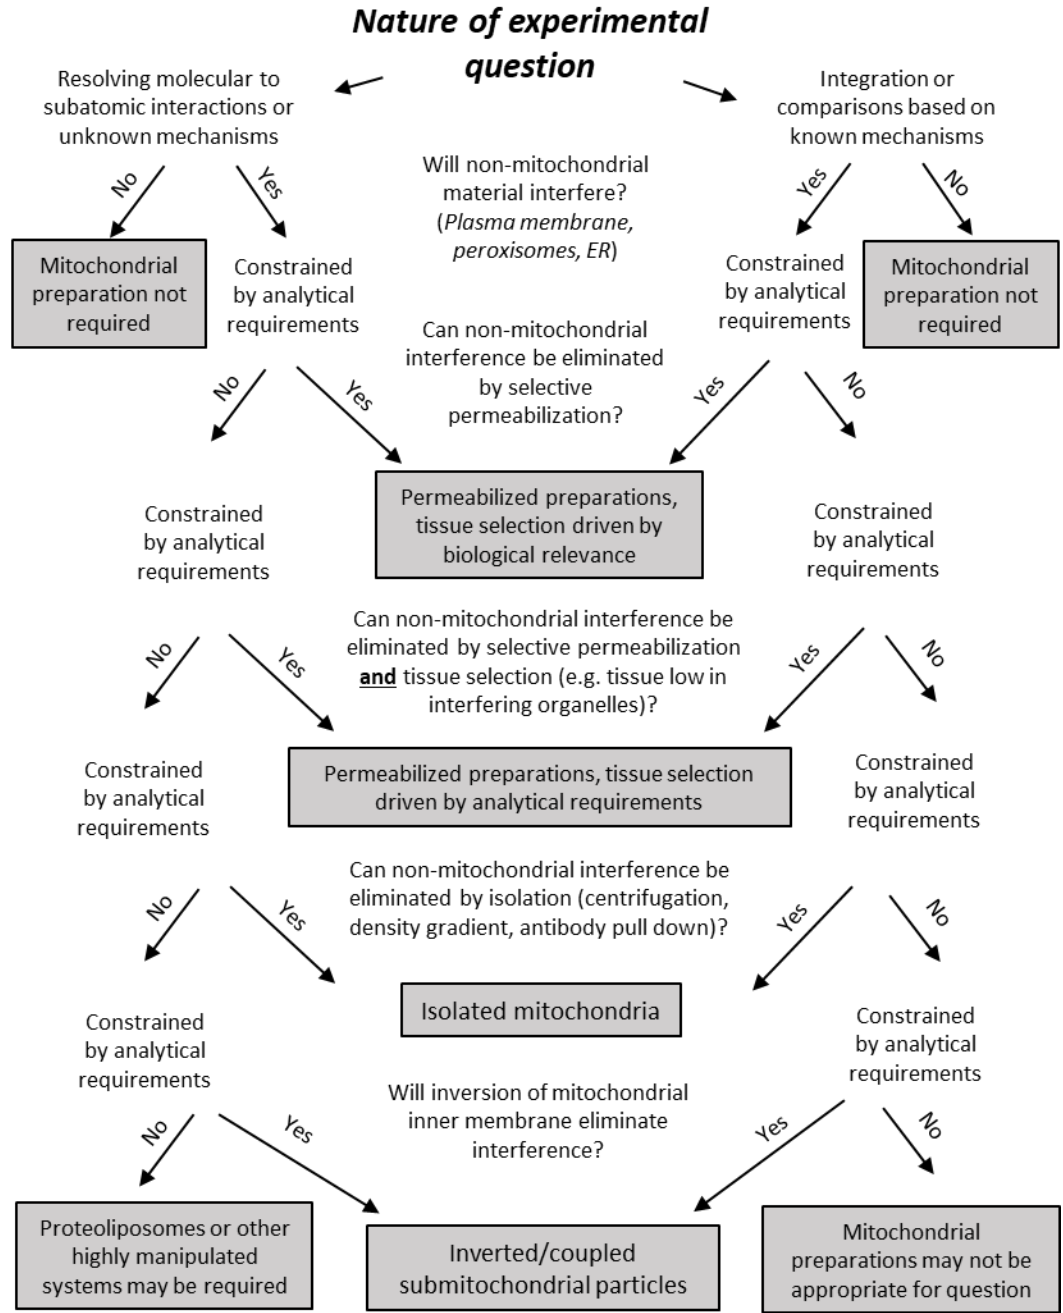 Nature of experimental
question
Resolving molecular to
subatomic interactions or
unknown mechanisms
Integration or
comparisons based on
known mechanisms
No
Yes
Will non-mitochondrial
material interfere?
(Plasma membrane,
peroxisomes, ER)
Yes
No
Mitochondrial
preparation not
required
Constrained
by analytical
requirements
Constrained
by analytical
requirements
Mitochondrial
preparation not
required
Can non-mitochondrial
interference be eliminated
by selective
permeabilization?
No
Yes
Yes
No
Constrained
by analytical
requirements
Permeabilized preparations,
tissue selection driven by
biological relevance
Constrained
by analytical
requirements
Can non-mitochondrial interference be
eliminated by selective permeabilization
and tissue selection (e.g. tissue low in
interfering organelles)?
No
Yes
Yes
No
Constrained
by analytical
requirements
Permeabilized preparations, tissue selection
driven by analytical requirements
Constrained
by analytical
requirements
Can non-mitochondrial interference be
eliminated by isolation (centrifugation,
density gradient, antibody pull down)?
No
Yes
Yes
No
Isolated mitochondria
Constrained
by analytical
requirements
Constrained
by analytical
requirements
Will inversion of mitochondrial
inner membrane eliminate
interference?
No
Yes
Yes
No
Proteoliposomes or other
highly manipulated
systems may be required
Inverted/coupled
submitochondrial particles
Mitochondrial
preparations may not be
appropriate for question